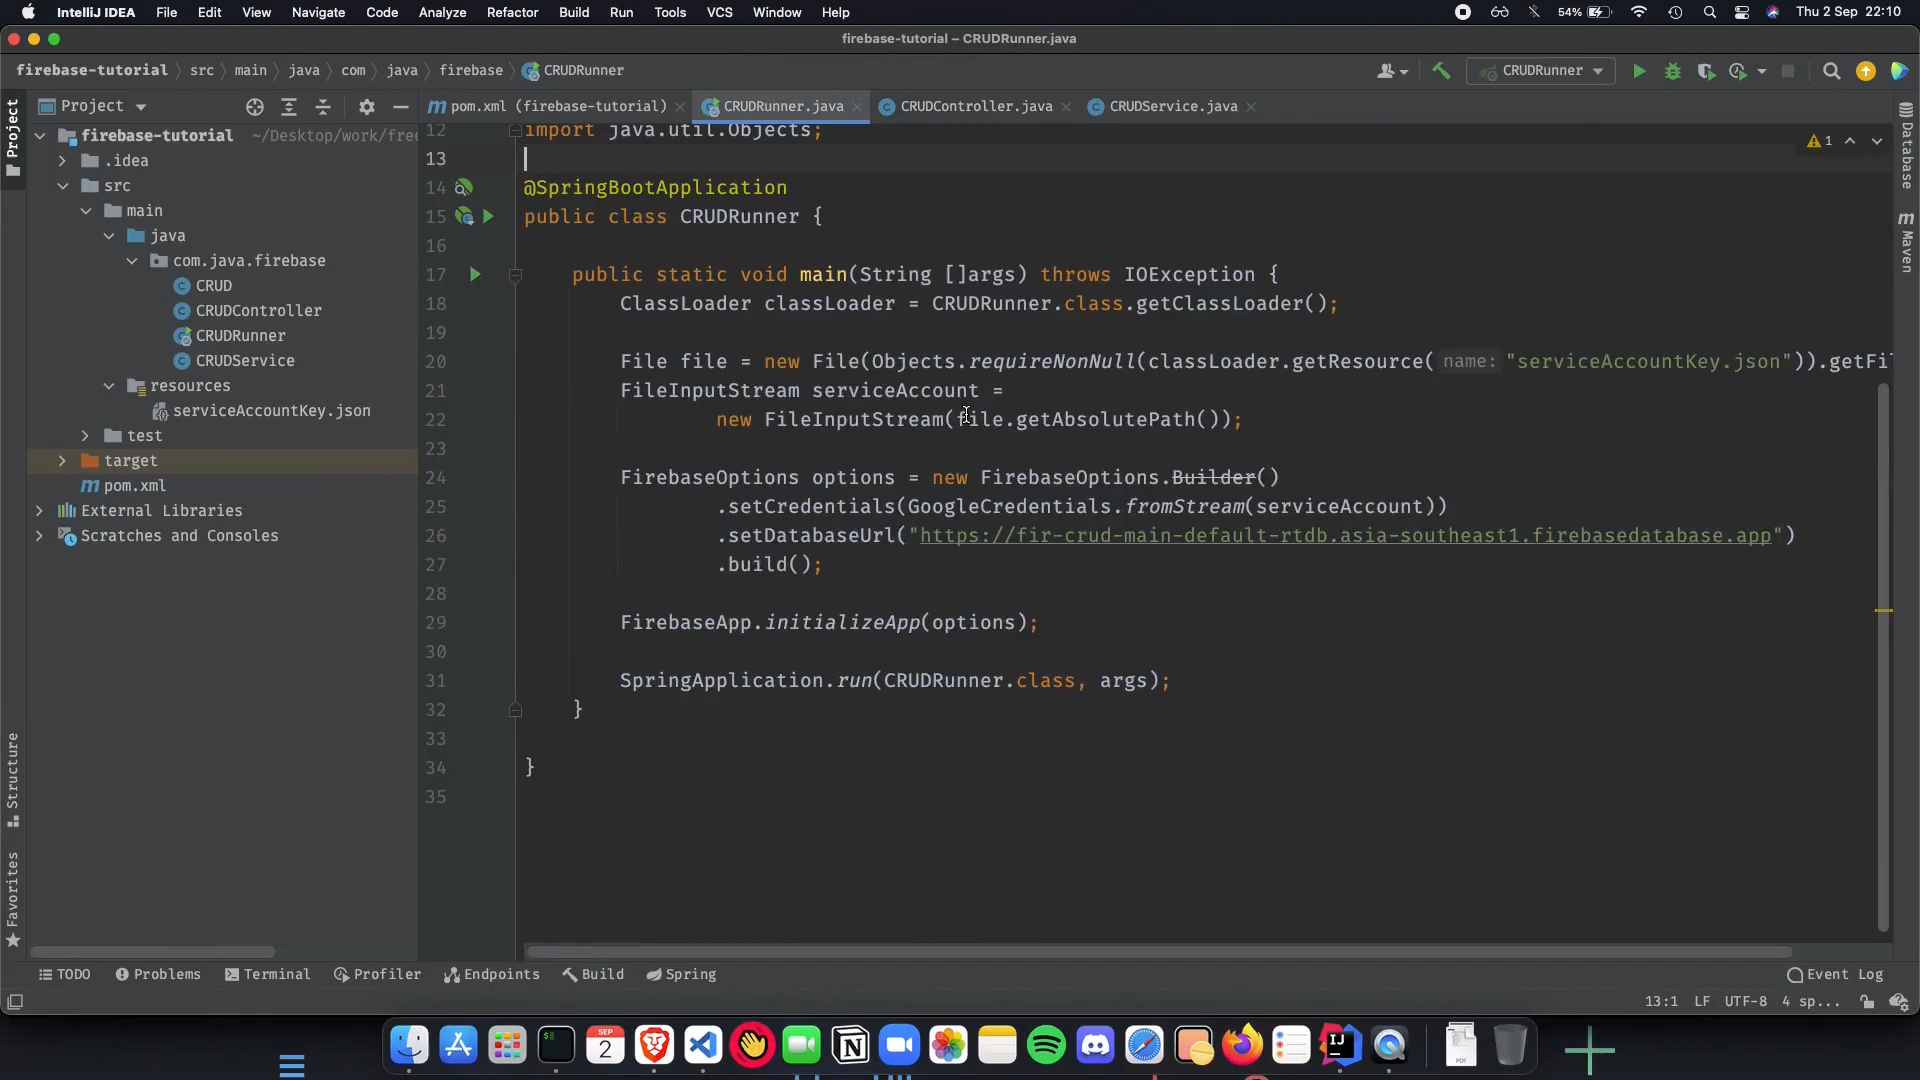 IntelliJ IDEA File Edit View Navigate Code Analyze Refactor Build Run Tools VCS Window Help 54% Thu 2 Sep 22:10
firebase-tutorial – CRUDRunner.java
firebase-tutorial src main java com java firebase CRUDRunner CRUDRunner
Project pom.xml (firebase-tutorial) CRUDRunner.java CRUDController.java CRUDService.java
Project
Structure
Favorites
Database
Maven
firebase-tutorial ~/Desktop/work/free
.idea
src
main
java
com.java.firebase
CRUD
CRUDController
CRUDRunner
CRUDService
resources
serviceAccountKey.json
test
target
pom.xml
External Libraries
Scratches and Consoles
1
12 import java.util.Objects;
13
14 @SpringBootApplication
15 public class CRUDRunner {
16
17 public static void main(String []args) throws IOException {
18 ClassLoader classLoader = CRUDRunner.class.getClassLoader();
19
20 File file = new File(Objects.requireNonNull(classLoader.getResource( name: "serviceAccountKey.json")).getFil
21 FileInputStream serviceAccount =
22 new FileInputStream(file.getAbsolutePath());
23
24 FirebaseOptions options = new FirebaseOptions.Builder()
25 .setCredentials(GoogleCredentials.fromStream(serviceAccount))
26 .setDatabaseUrl("https://fir-crud-main-default-rtdb.asia-southeast1.firebasedatabase.app")
27 .build();
28
29 FirebaseApp.initializeApp(options);
30
31 SpringApplication.run(CRUDRunner.class, args);
32 }
33
34 }
35
TODO Problems Terminal Profiler Endpoints Build Spring Event Log
13:1 LF UTF-8 4 sp...
SEP
2
IJ
PDF